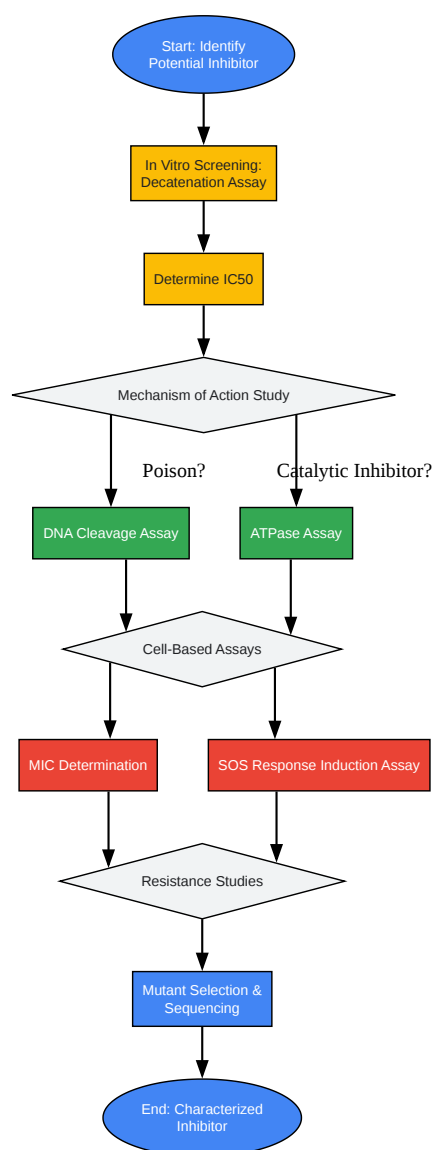 Start: Identify
Potential Inhibitor
In Vitro Screening:
Decatenation Assay
Determine IC50
Mechanism of Action Study
Poison?
Catalytic Inhibitor?
DNA Cleavage Assay
ATPase Assay
Cell-Based Assays
MIC Determination
SOS Response Induction Assay
Resistance Studies
Mutant Selection &
Sequencing
End: Characterized
Inhibitor